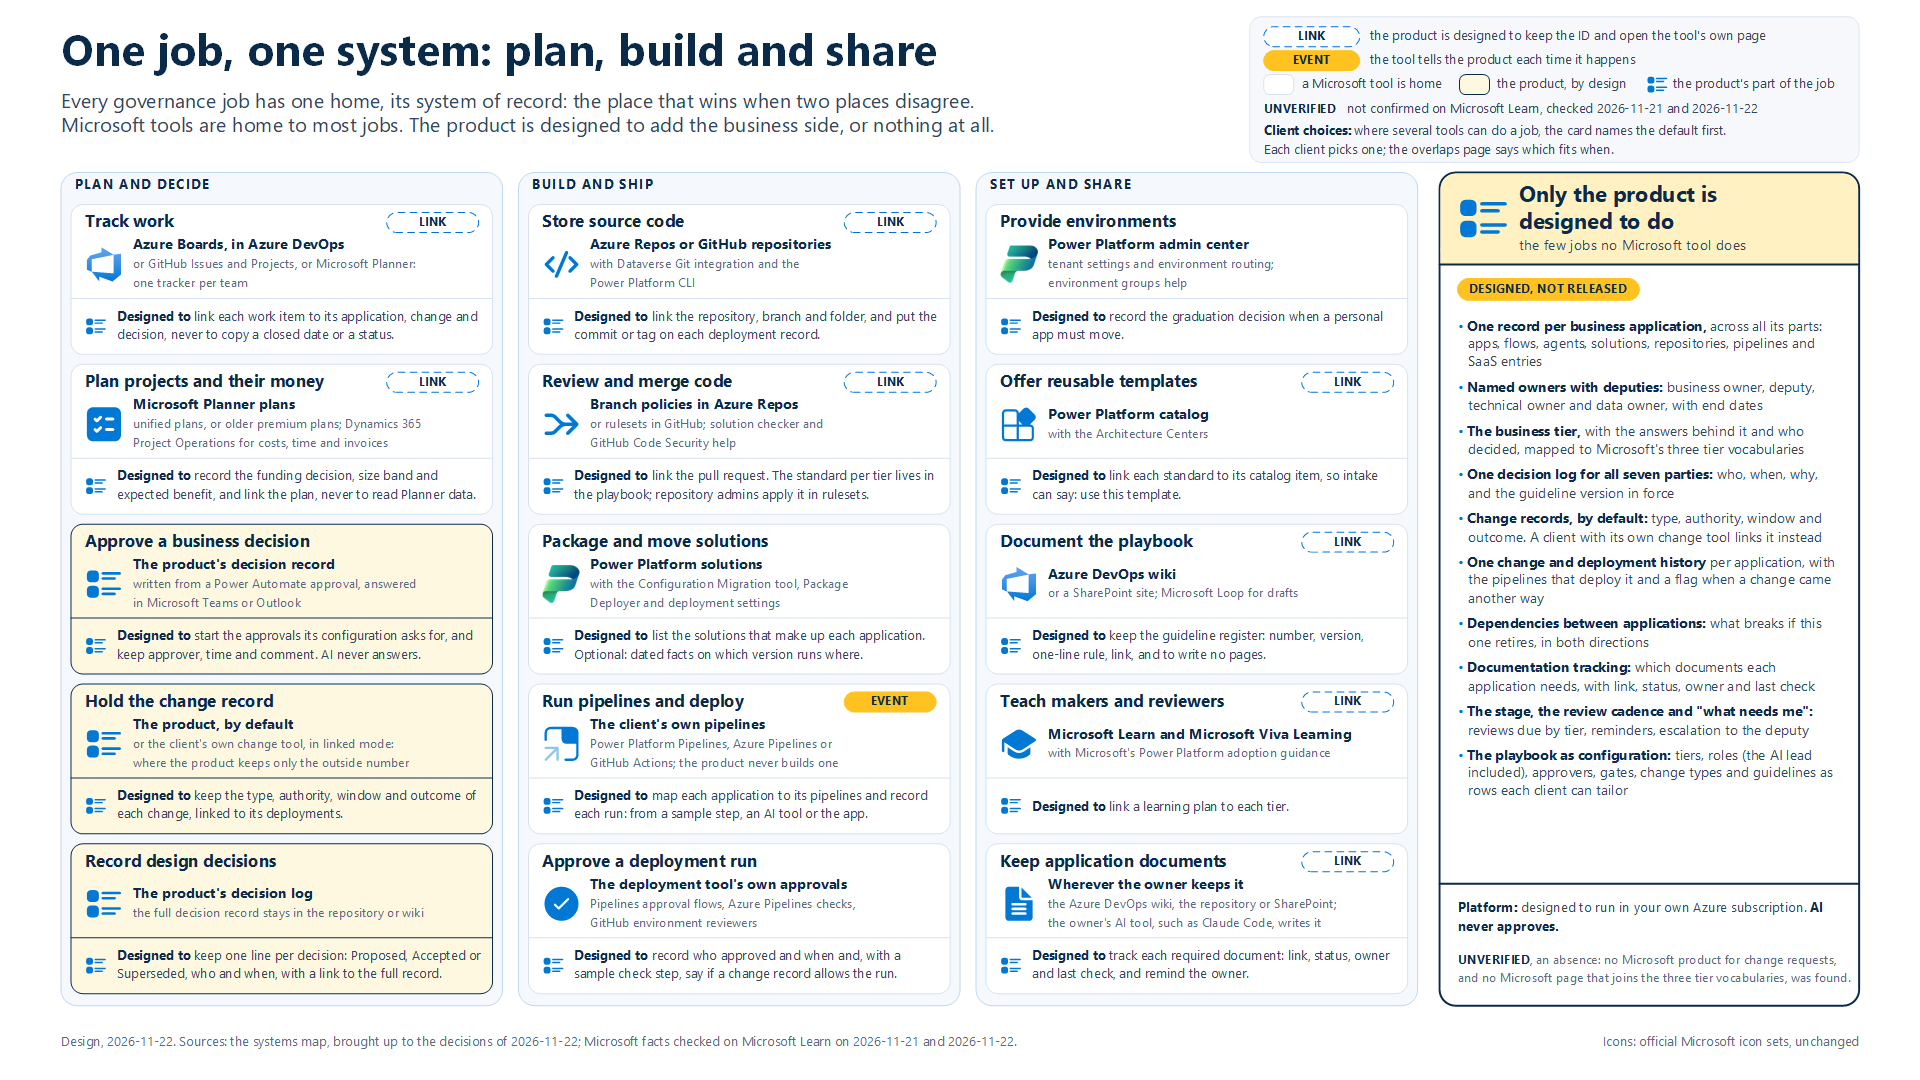 One job, one system: plan, build and share
Every governance job has one home, its system of record: the place that wins when two places disagree.
Microsoft tools are home to most jobs. The product is designed to add the business side, or nothing at all.
LINK the product is designed to keep the ID and open the tool's own page
EVENT the tool tells the product each time it happens
a Microsoft tool is home the product, by design the product's part of the job
UNVERIFIED not confirmed on Microsoft Learn, checked 2026-11-21 and 2026-11-22
Client choices: where several tools can do a job, the card names the default first.
Each client picks one; the overlaps page says which fits when.
PLAN AND DECIDE
Track work LINK
Azure Boards, in Azure DevOps
or GitHub Issues and Projects, or Microsoft Planner:
one tracker per team
Designed to link each work item to its application, change and
decision, never to copy a closed date or a status.
Plan projects and their money LINK
Microsoft Planner plans
unified plans, or older premium plans; Dynamics 365
Project Operations for costs, time and invoices
Designed to record the funding decision, size band and
expected benefit, and link the plan, never to read Planner data.
Approve a business decision
The product's decision record
written from a Power Automate approval, answered
in Microsoft Teams or Outlook
Designed to start the approvals its configuration asks for, and
keep approver, time and comment. AI never answers.
Hold the change record
The product, by default
or the client's own change tool, in linked mode:
where the product keeps only the outside number
Designed to keep the type, authority, window and outcome of
each change, linked to its deployments.
Record design decisions
The product's decision log
the full decision record stays in the repository or wiki
Designed to keep one line per decision: Proposed, Accepted or
Superseded, who and when, with a link to the full record.
BUILD AND SHIP
Store source code LINK
Azure Repos or GitHub repositories
with Dataverse Git integration and the
Power Platform CLI
Designed to link the repository, branch and folder, and put the
commit or tag on each deployment record.
Review and merge code LINK
Branch policies in Azure Repos
or rulesets in GitHub; solution checker and
GitHub Code Security help
Designed to link the pull request. The standard per tier lives in
the playbook; repository admins apply it in rulesets.
Package and move solutions
Power Platform solutions
with the Configuration Migration tool, Package
Deployer and deployment settings
Designed to list the solutions that make up each application.
Optional: dated facts on which version runs where.
Run pipelines and deploy EVENT
The client's own pipelines
Power Platform Pipelines, Azure Pipelines or
GitHub Actions; the product never builds one
Designed to map each application to its pipelines and record
each run: from a sample step, an AI tool or the app.
Approve a deployment run
The deployment tool's own approvals
Pipelines approval flows, Azure Pipelines checks,
GitHub environment reviewers
Designed to record who approved and when and, with a
sample check step, say if a change record allows the run.
SET UP AND SHARE
Provide environments
Power Platform admin center
tenant settings and environment routing;
environment groups help
Designed to record the graduation decision when a personal
app must move.
Offer reusable templates LINK
Power Platform catalog
with the Architecture Centers
Designed to link each standard to its catalog item, so intake
can say: use this template.
Document the playbook LINK
Azure DevOps wiki
or a SharePoint site; Microsoft Loop for drafts
Designed to keep the guideline register: number, version,
one-line rule, link, and to write no pages.
Teach makers and reviewers LINK
Microsoft Learn and Microsoft Viva Learning
with Microsoft's Power Platform adoption guidance
Designed to link a learning plan to each tier.
Keep application documents LINK
Wherever the owner keeps it
the Azure DevOps wiki, the repository or SharePoint;
the owner's AI tool, such as Claude Code, writes it
Designed to track each required document: link, status, owner
and last check, and remind the owner.
Only the product is
designed to do
the few jobs no Microsoft tool does
DESIGNED, NOT RELEASED
• One record per business application, across all its parts:
apps, flows, agents, solutions, repositories, pipelines and
SaaS entries
• Named owners with deputies: business owner, deputy,
technical owner and data owner, with end dates
• The business tier, with the answers behind it and who
decided, mapped to Microsoft's three tier vocabularies
• One decision log for all seven parties: who, when, why,
and the guideline version in force
• Change records, by default: type, authority, window and
outcome. A client with its own change tool links it instead
• One change and deployment history per application, with
the pipelines that deploy it and a flag when a change came
another way
• Dependencies between applications: what breaks if this
one retires, in both directions
• Documentation tracking: which documents each
application needs, with link, status, owner and last check
• The stage, the review cadence and "what needs me":
reviews due by tier, reminders, escalation to the deputy
• The playbook as configuration: tiers, roles (the AI lead
included), approvers, gates, change types and guidelines as
rows each client can tailor
Platform: designed to run in your own Azure subscription. AI
never approves.
UNVERIFIED, an absence: no Microsoft product for change requests,
and no Microsoft page that joins the three tier vocabularies, was found.
Design, 2026-11-22. Sources: the systems map, brought up to the decisions of 2026-11-22; Microsoft facts checked on Microsoft Learn on 2026-11-21 and 2026-11-22.
Icons: official Microsoft icon sets, unchanged